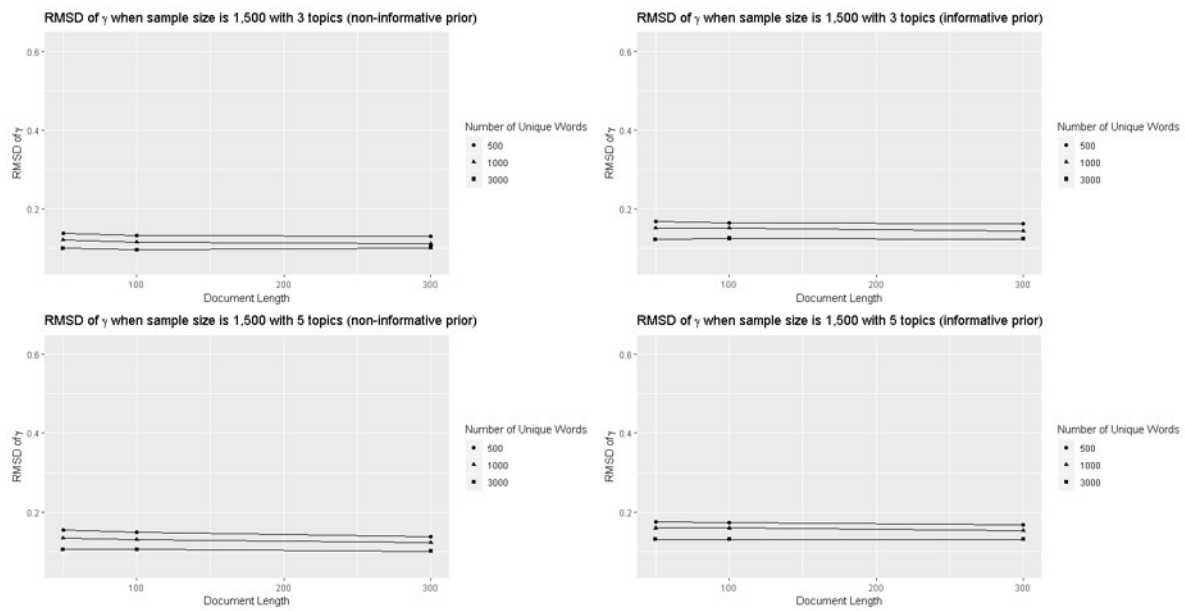 RMSD of γ when sample size is 1,500 with 3 topics (non-informative prior)
0.6
0.4
0.2
RMSD of γ
100
200
300
Document Length
Number of Unique Words
500
1000
3000
RMSD of γ when sample size is 1,500 with 3 topics (informative prior)
0.6
0.4
0.2
RMSD of γ
100
200
300
Document Length
Number of Unique Words
500
1000
3000
RMSD of γ when sample size is 1,500 with 5 topics (non-informative prior)
0.6
0.4
0.2
RMSD of γ
100
200
300
Document Length
Number of Unique Words
500
1000
3000
RMSD of γ when sample size is 1,500 with 5 topics (informative prior)
0.6
0.4
0.2
RMSD of γ
100
200
300
Document Length
Number of Unique Words
500
1000
3000